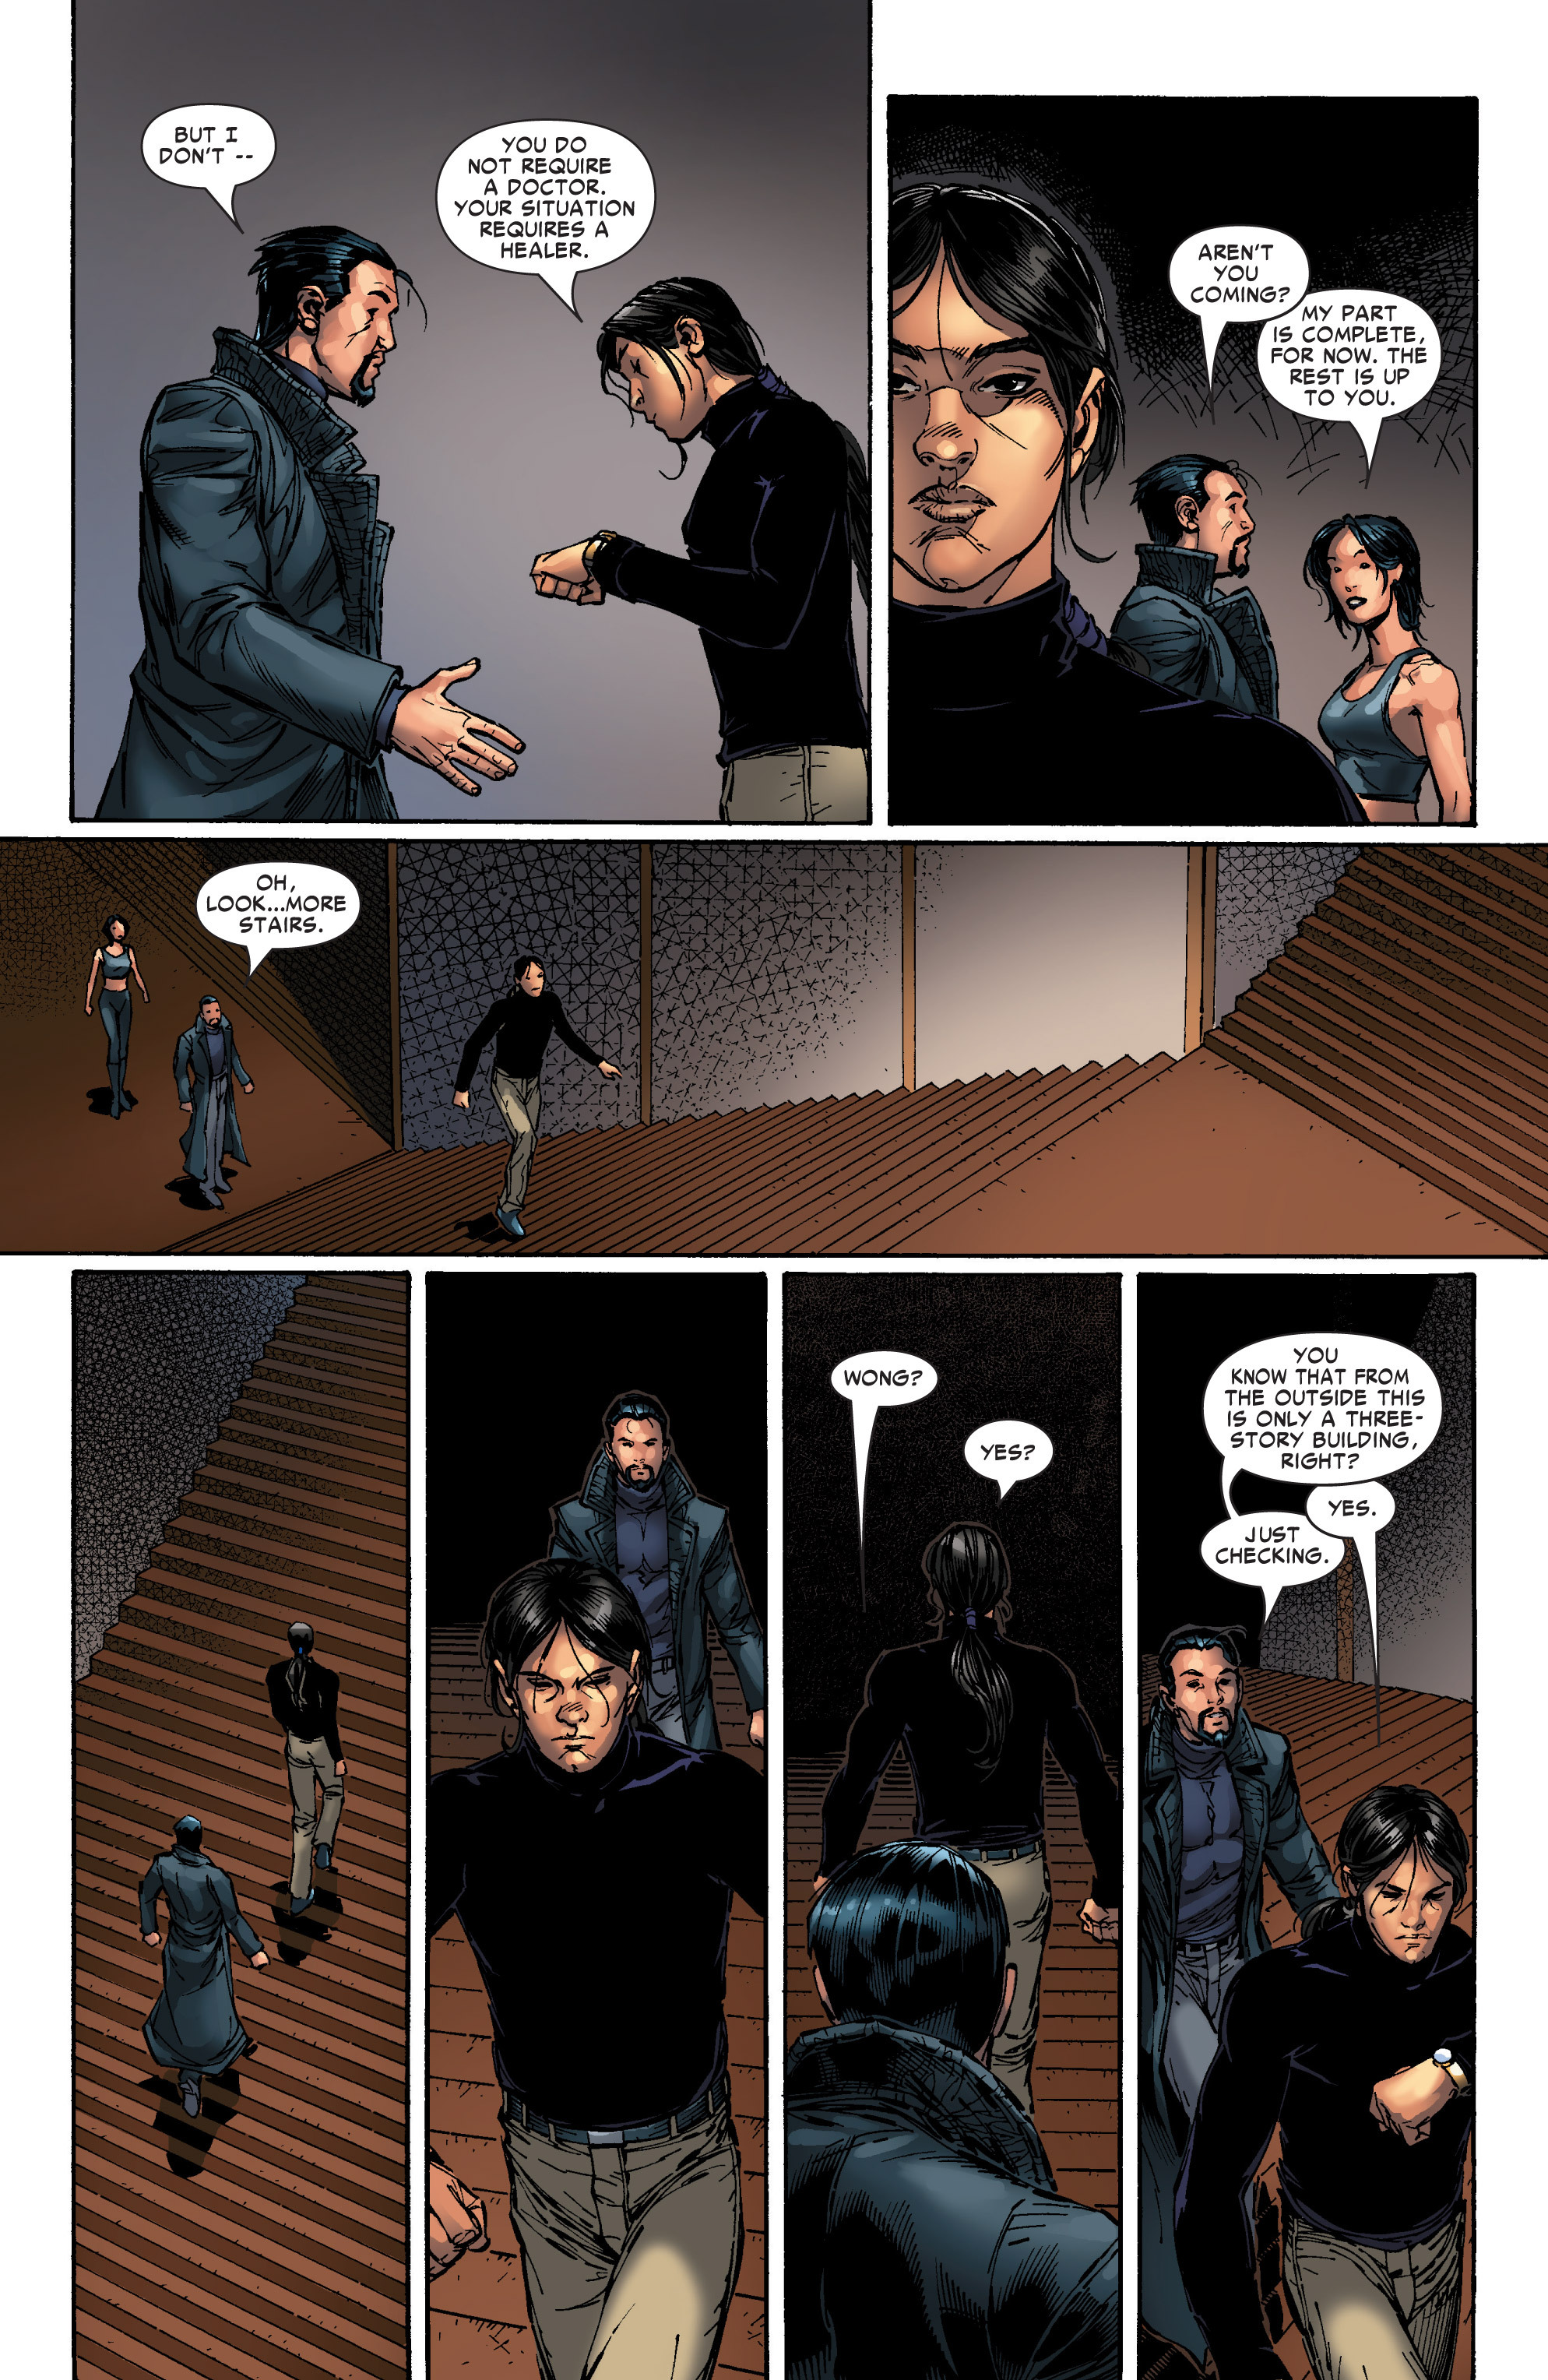 BUT I
DON'T --
YOU DO
NOT REQUIRE
A DOCTOR.
YOUR SITUATION
REQUIRES A
HEALER.
AREN'T
YOU
COMING?
MY PART
IS COMPLETE,
FOR NOW. THE
REST IS UP
TO YOU.
OH,
LOOK...MORE
STAIRS.
WONG?
YES?
YOU
KNOW THAT FROM
THE OUTSIDE THIS
IS ONLY A THREE-
STORY BUILDING,
RIGHT?
YES.
JUST
CHECKING.